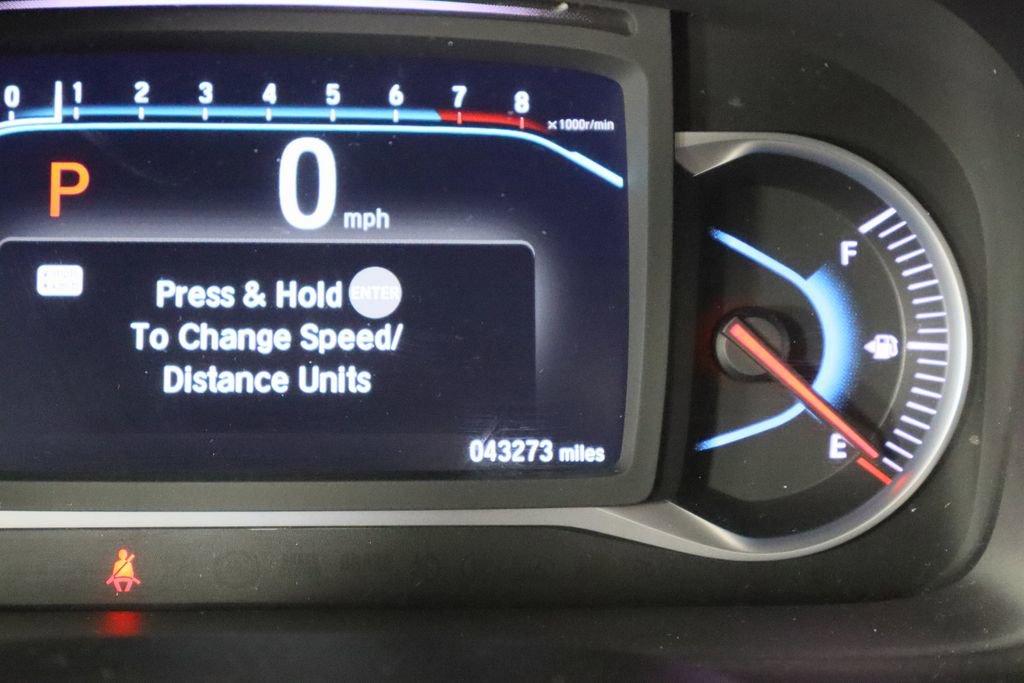 0 1 2 3 4 5 6 7 8
×1000r/min
P
0 mph
F
Press & Hold ENTER
To Change Speed/
Distance Units
E
043273 miles